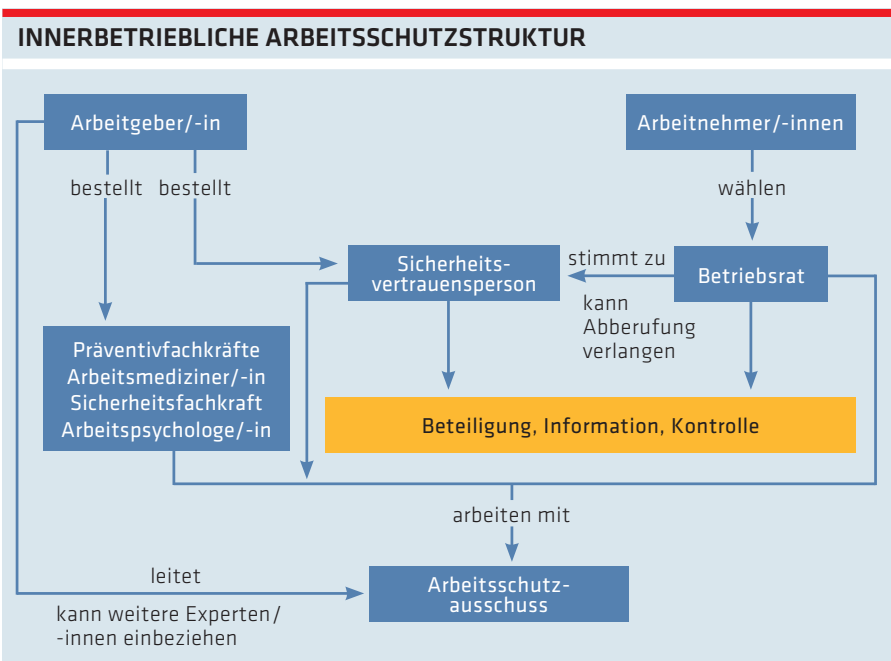 INNERBETRIEBLICHE ARBEITSSCHUTZSTRUKTUR
Arbeitgeber/-in
Arbeitnehmer/-innen
bestellt
bestellt
wählen
Sicherheits-
vertrauensperson
stimmt zu
Betriebsrat
kann
Abberufung
verlangen
Präventivfachkräfte
Arbeitsmediziner/-in
Sicherheitsfachkraft
Arbeitspsychologe/-in
Beteiligung, Information, Kontrolle
arbeiten mit
leitet
Arbeitsschutz-
ausschuss
kann weitere Experten/
-innen einbeziehen